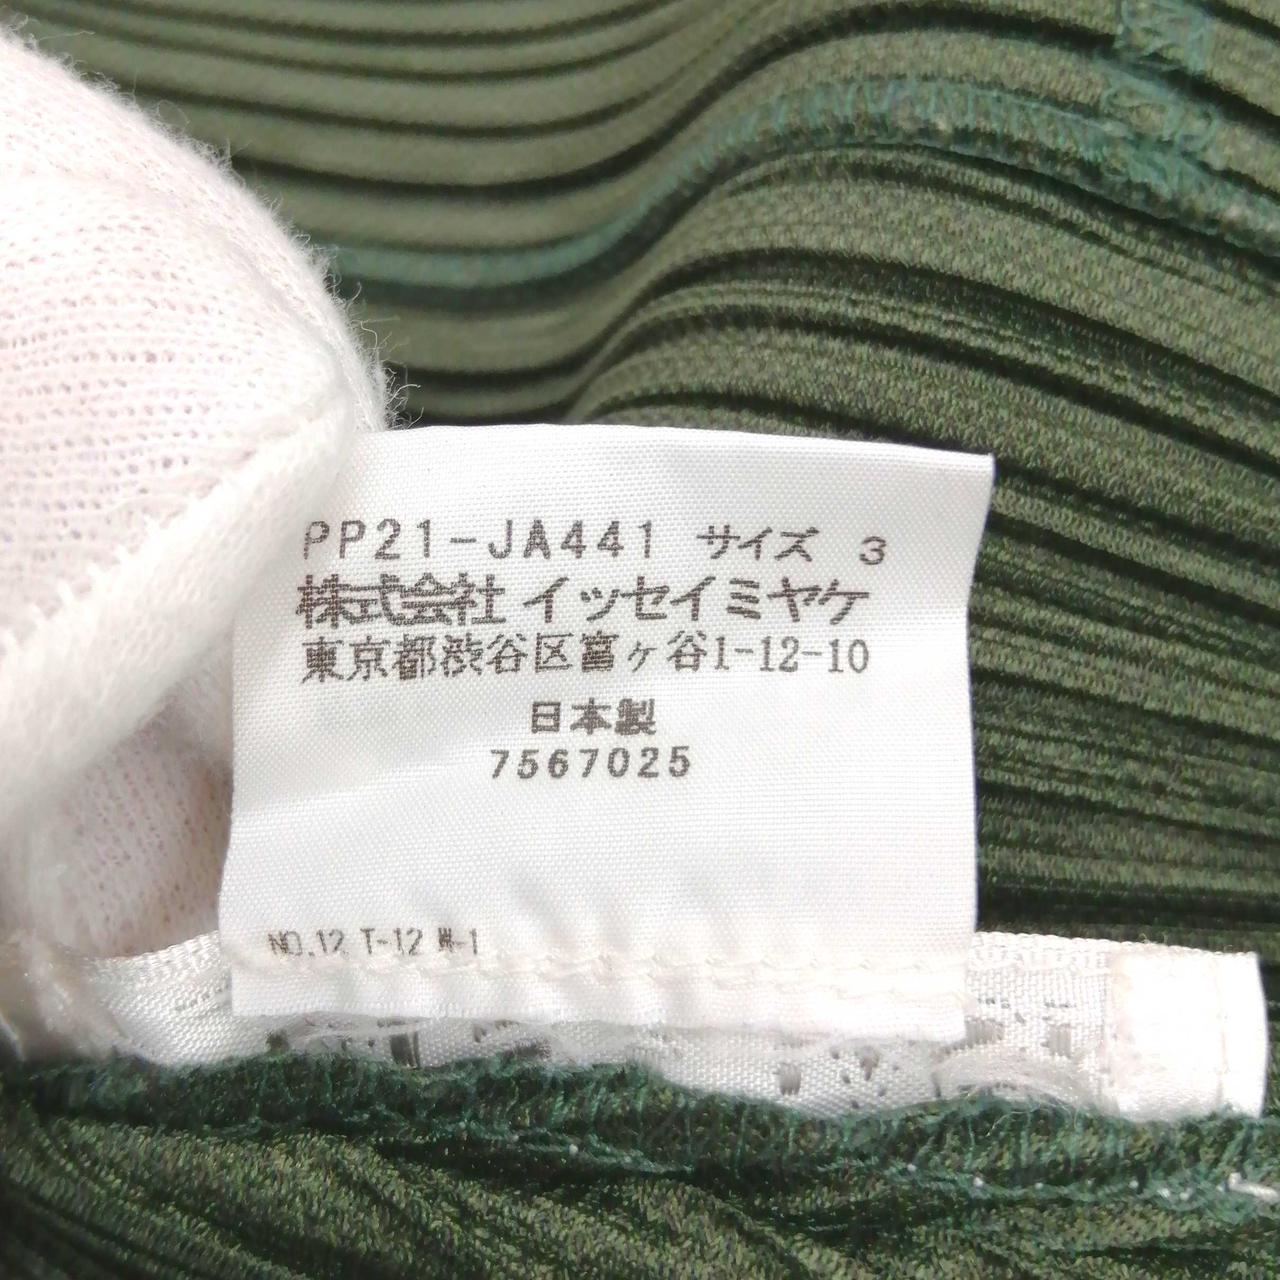 PP21-JA441 サイズ 3
株式会社 イッセイミヤケ
東京都渋谷区富ヶ谷1-12-10
日本製
7567025
NO.12 T-12 W-1